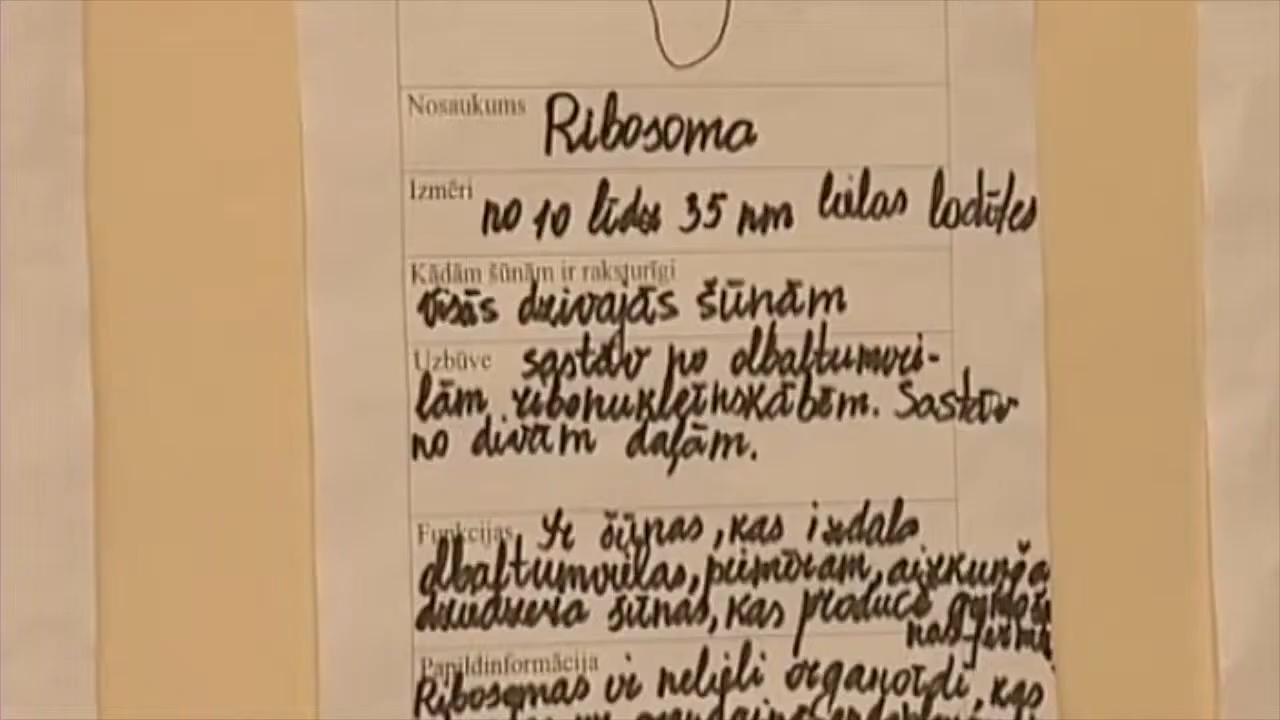 Nosaukums Ribosoma
Izmēri no 10 līdz 35 nm lielas lodītes
Kādām šūnām ir raksturīgi
visās dzīvajās šūnām
Uzbūve sastāv no olbaltumvie-
lām, ribonukleīnskābēm. Sastāv
no divām daļām.
Funkcijas Ir šūnas, kas izdala
olbaltumvielas, piemēram, aizkuņģa
dziedzera šūnas, kas producē
Papildinformācija
Ribosomas ir nelieli organoīdi, kas